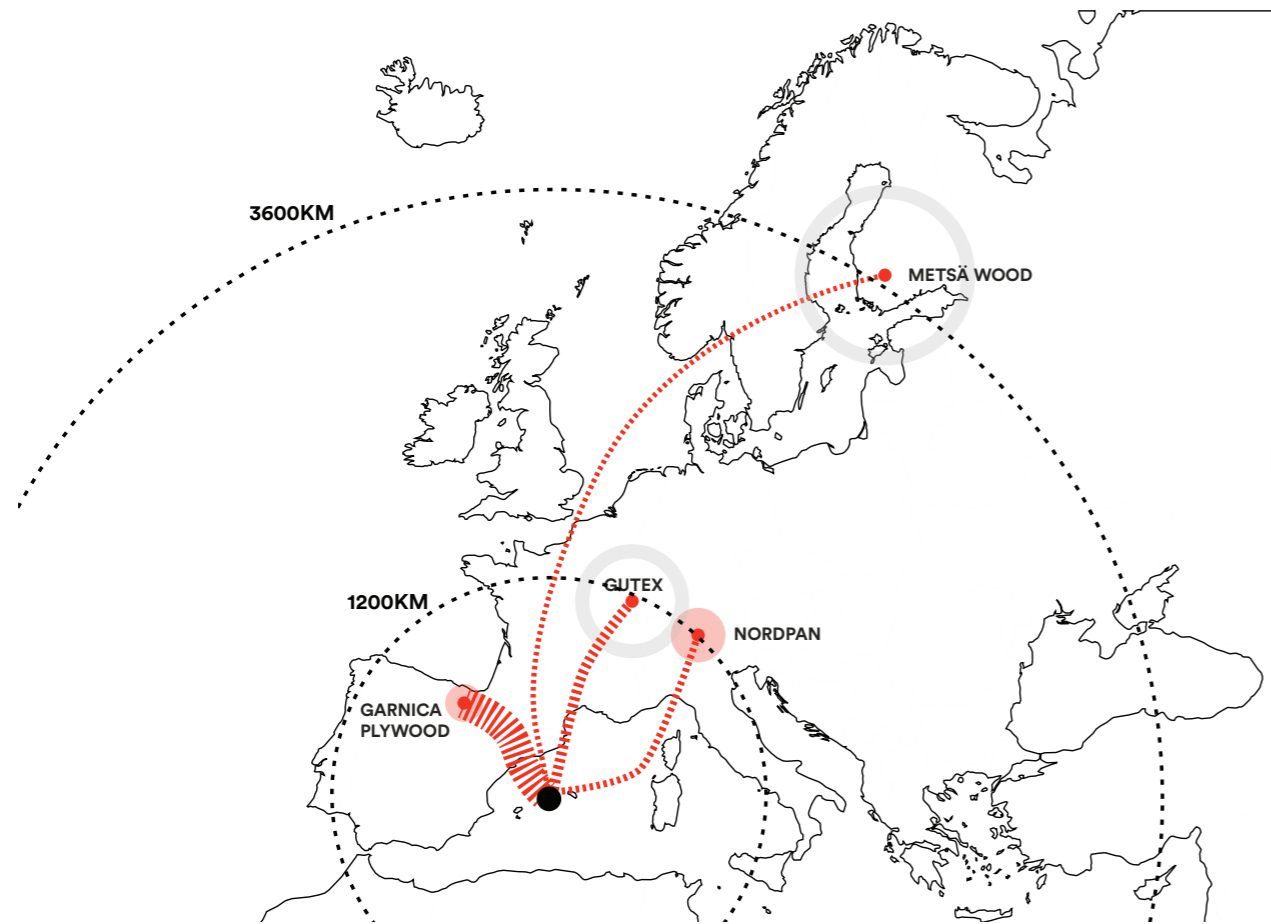 3600KM
METSÄ WOOD
GUTEX
1200KM
NORDPAN
GARNICA
PLYWOOD